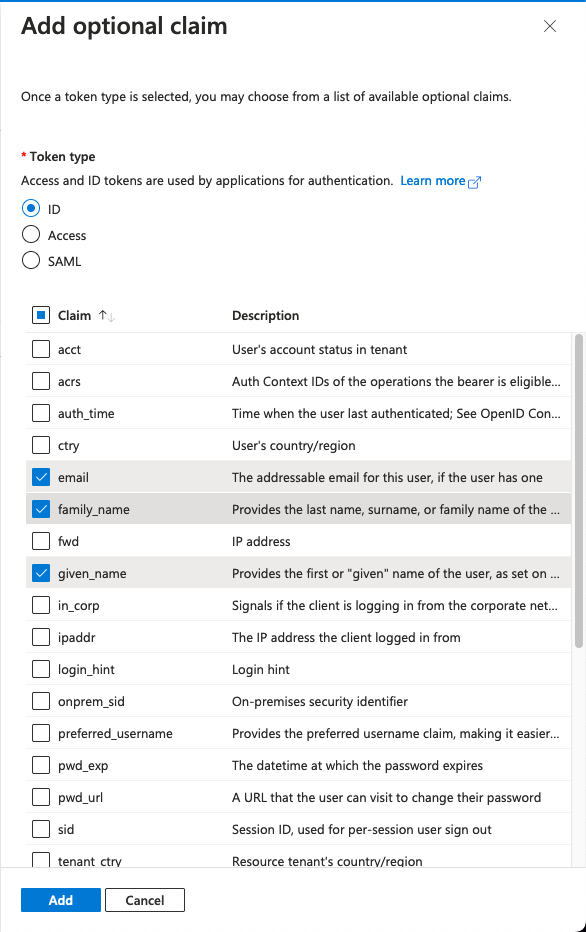 Add optional claim
Once a token type is selected, you may choose from a list of available optional claims.
* Token type
Access and ID tokens are used by applications for authentication. Learn more
ID
Access
SAML
Claim ↑↓ Description
acct User's account status in tenant
acrs Auth Context IDs of the operations the bearer is eligible...
auth_time Time when the user last authenticated; See OpenID Con...
ctry User's country/region
email The addressable email for this user, if the user has one
family_name Provides the last name, surname, or family name of the ...
fwd IP address
given_name Provides the first or "given" name of the user, as set on ...
in_corp Signals if the client is logging in from the corporate net...
ipaddr The IP address the client logged in from
login_hint Login hint
onprem_sid On-premises security identifier
preferred_username Provides the preferred username claim, making it easier...
pwd_exp The datetime at which the password expires
pwd_url A URL that the user can visit to change their password
sid Session ID, used for per-session user sign out
tenant_ctry Resource tenant's country/region
Add Cancel